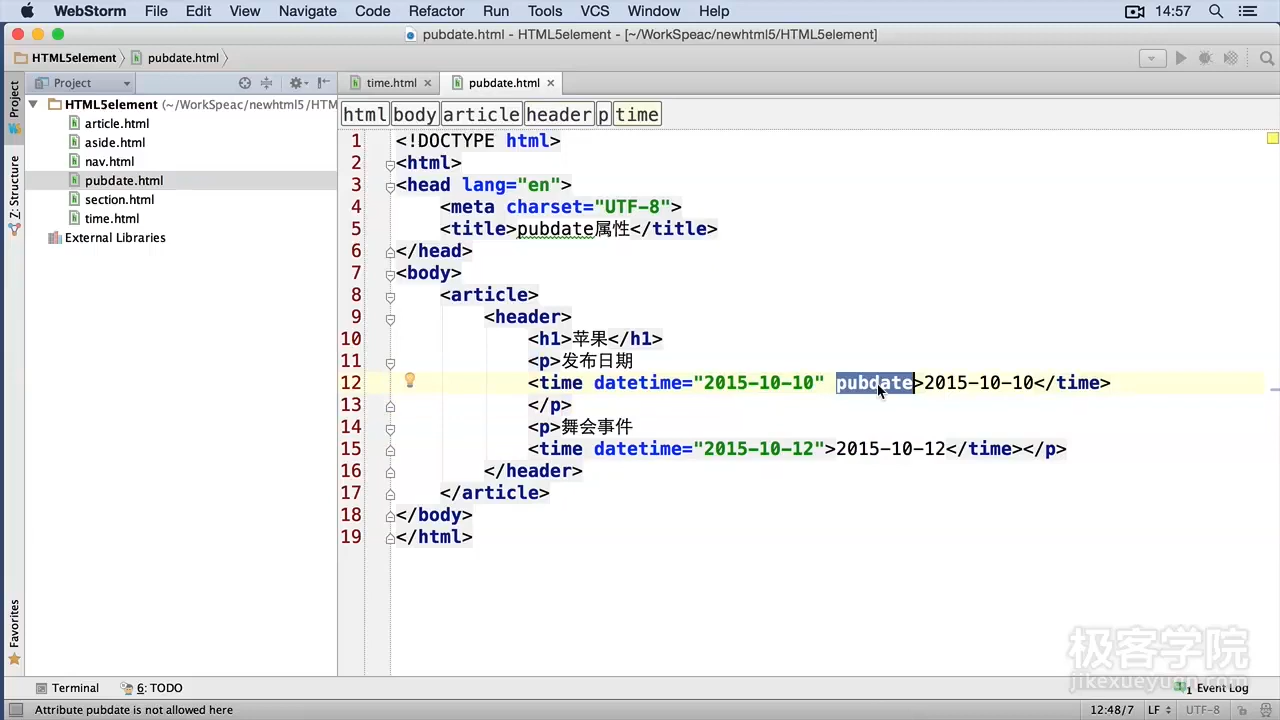 WebStorm File Edit View Navigate Code Refactor Run Tools VCS Window Help 14:57
pubdate.html - HTML5element - [~/WorkSpeac/newhtml5/HTML5element]
HTML5element pubdate.html
Project
time.html pubdate.html
html body article header p time
1: Project
Z: Structure
Favorites
HTML5element (~/WorkSpeac/newhtml5/HTM
article.html
aside.html
nav.html
pubdate.html
section.html
time.html
External Libraries
1 <!DOCTYPE html>
2 <html>
3 <head lang="en">
4 <meta charset="UTF-8">
5 <title>pubdate属性</title>
6 </head>
7 <body>
8 <article>
9 <header>
10 <h1>苹果</h1>
11 <p>发布日期
12 <time datetime="2015-10-10" pubdate>2015-10-10</time>
13 </p>
14 <p>舞会事件
15 <time datetime="2015-10-12">2015-10-12</time></p>
16 </header>
17 </article>
18 </body>
19 </html>
极客学院
jikexueyuan.com
Terminal 6: TODO Event Log
Attribute pubdate is not allowed here 12:48/7 LF UTF-8